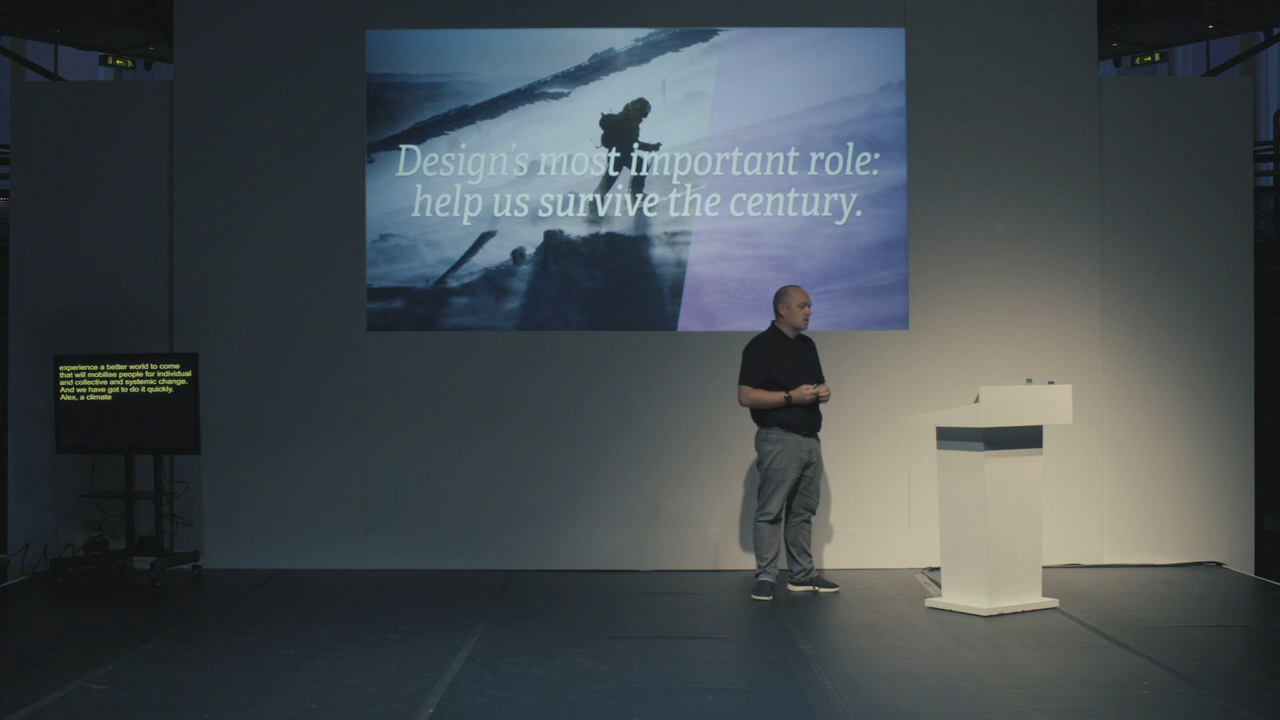 Design's most important role:
help us survive the century.
experience a better world to come
that will mobilise people for individual
and collective and systemic change.
And we have got to do it quickly.
Alex, a climate